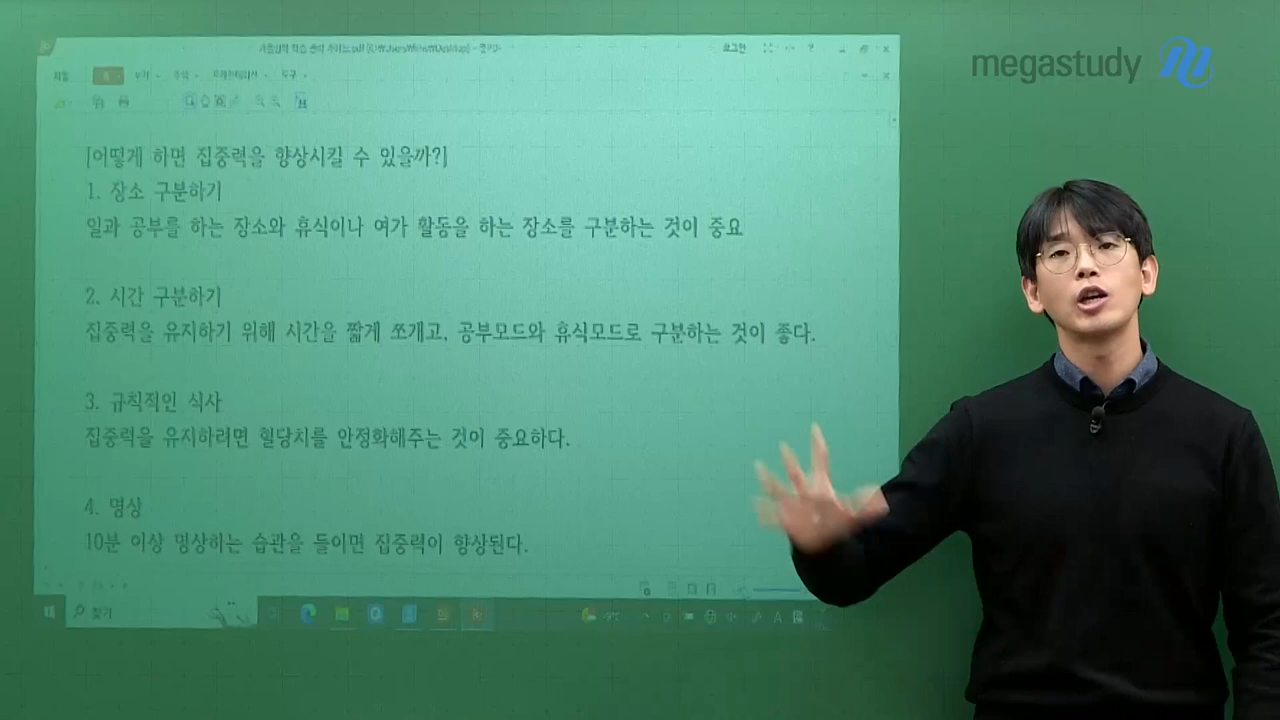 megastudy
로그인
도구
[어떻게 하면 집중력을 향상시킬 수 있을까?]
1. 장소 구분하기
일과 공부를 하는 장소와 휴식이나 여가 활동을 하는 장소를 구분하는 것이 중요
2. 시간 구분하기
집중력을 유지하기 위해 시간을 짧게 쪼개고, 공부모드와 휴식모드로 구분하는 것이 좋다.
3. 규칙적인 식사
집중력을 유지하려면 혈당치를 안정화해주는 것이 중요하다.
4. 명상
10분 이상 명상하는 습관을 들이면 집중력이 향상된다.
찾기